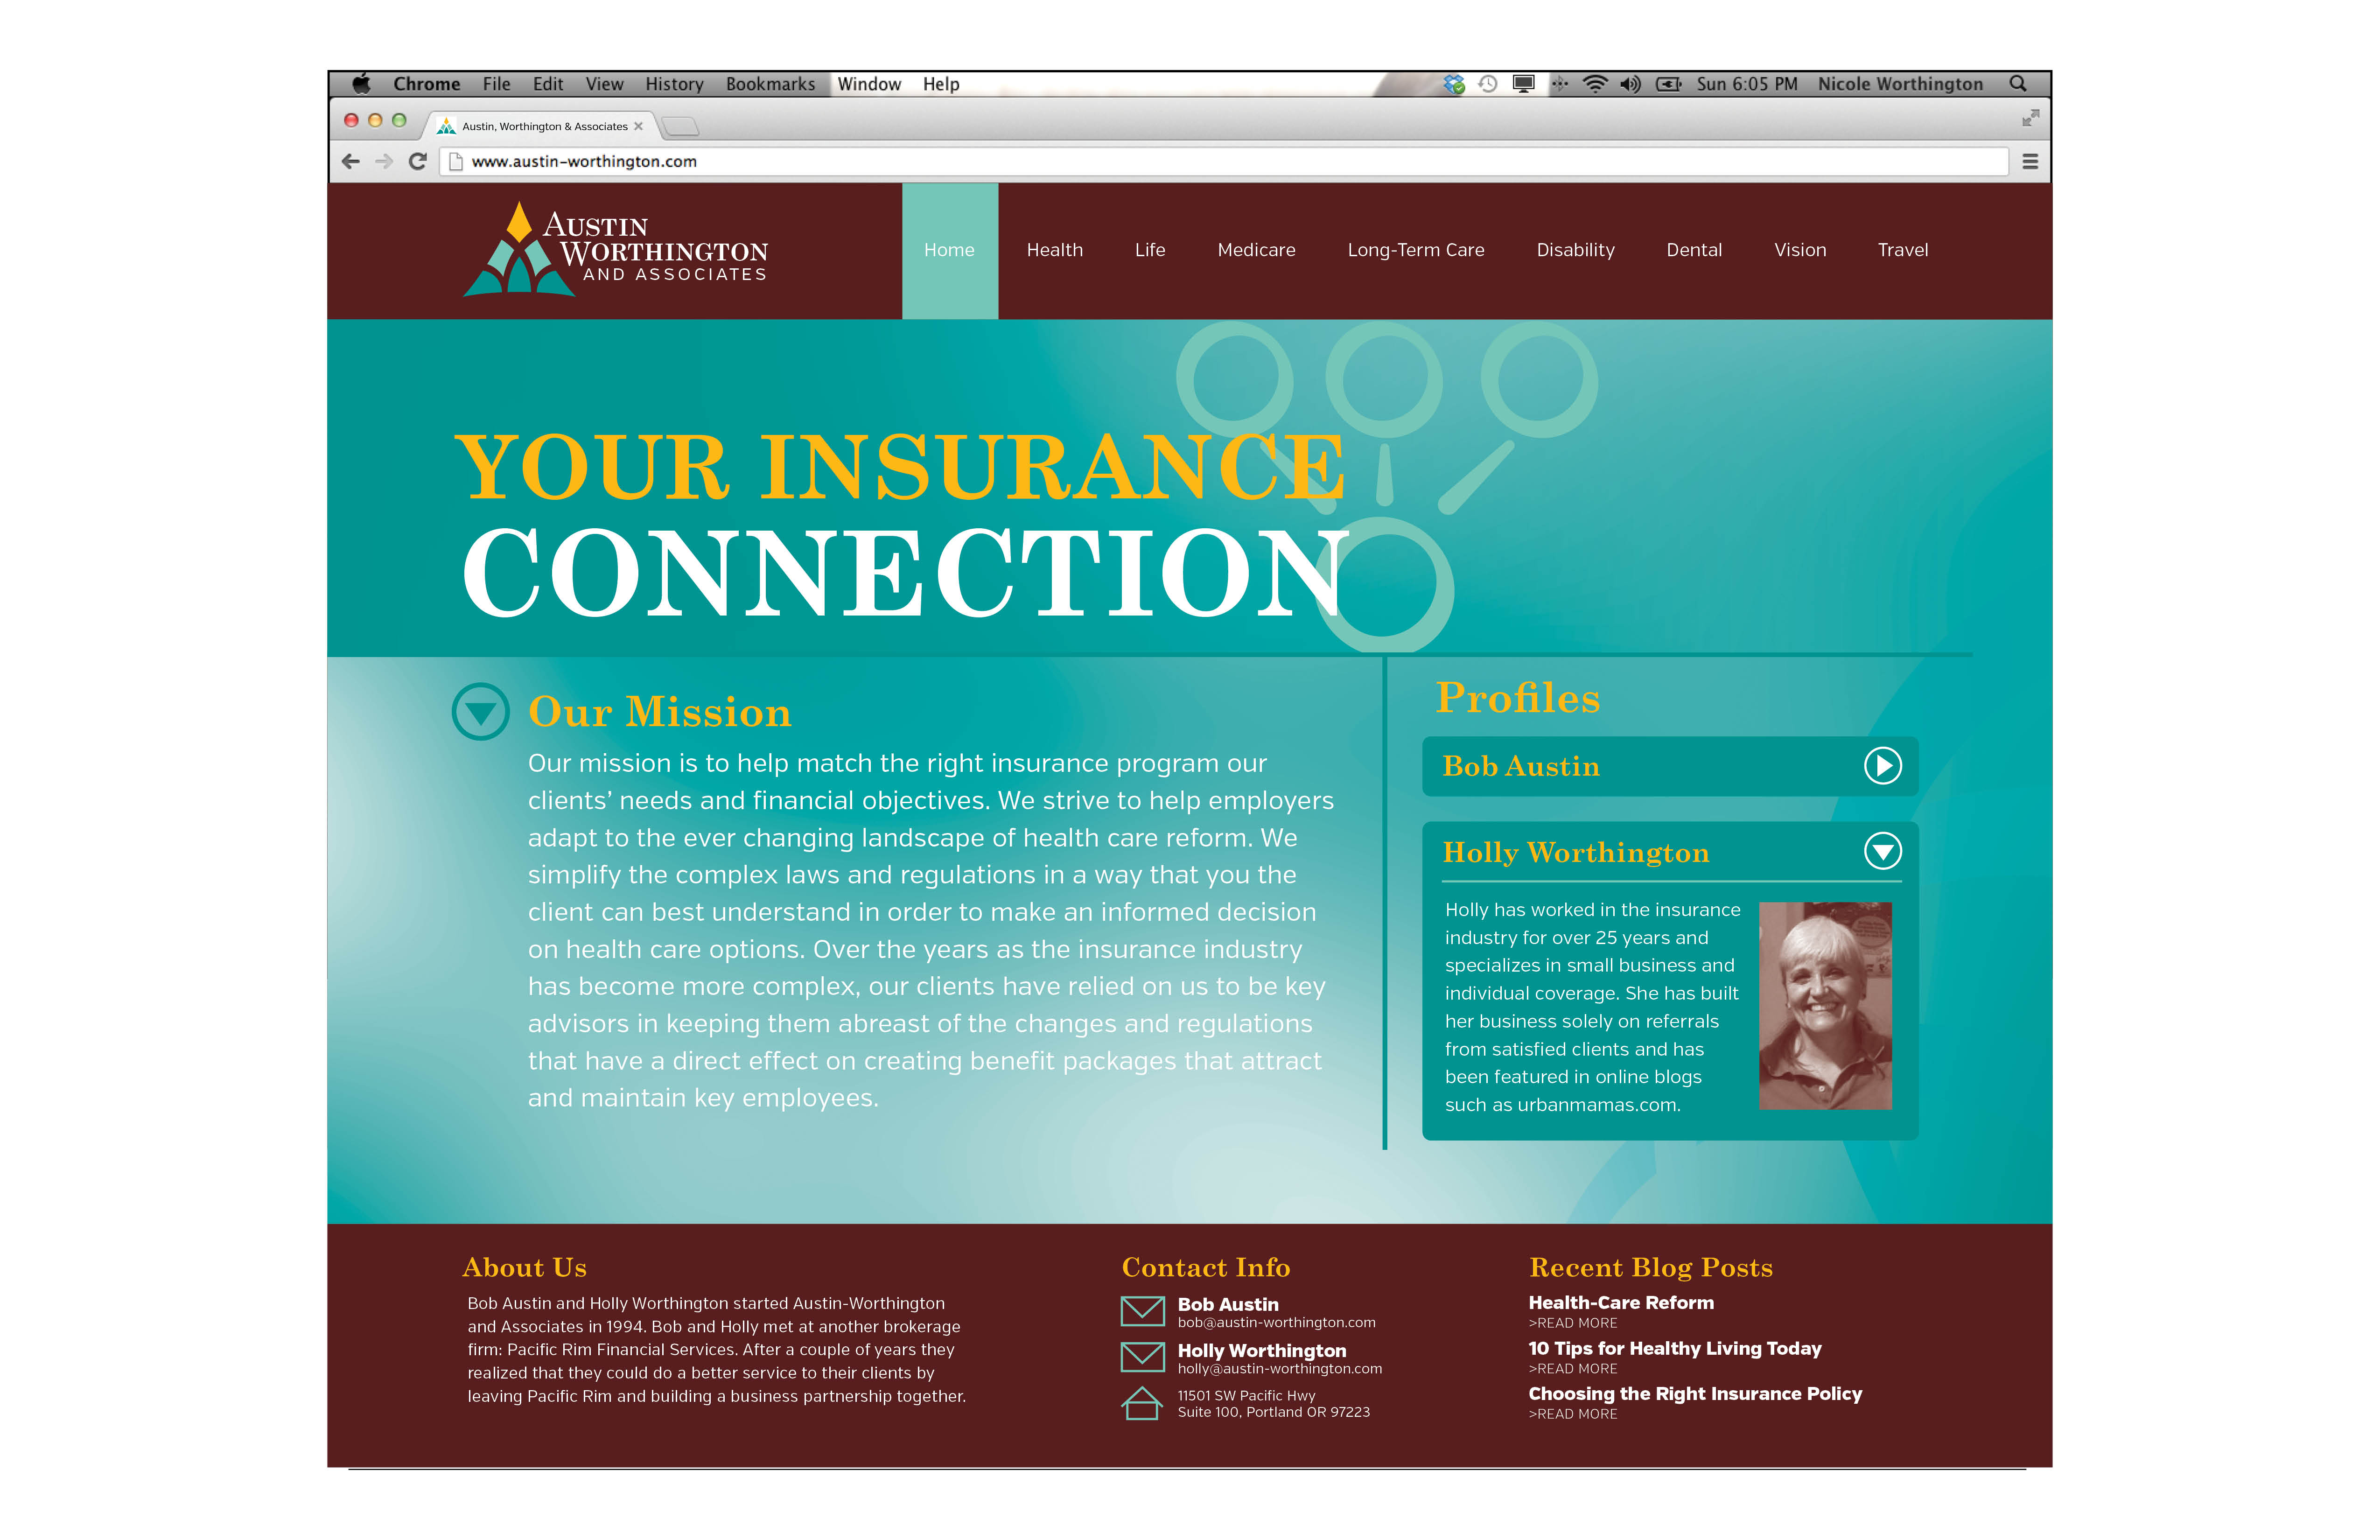 Chrome File Edit View History Bookmarks Window Help Sun 6:05 PM Nicole Worthington
Austin, Worthington & Associates
www.austin-worthington.com
AUSTIN
WORTHINGTON
AND ASSOCIATES
Home Health Life Medicare Long-Term Care Disability Dental Vision Travel
YOUR INSURANCE
CONNECTION
Our Mission
Our mission is to help match the right insurance program our
clients’ needs and financial objectives. We strive to help employers
adapt to the ever changing landscape of health care reform. We
simplify the complex laws and regulations in a way that you the
client can best understand in order to make an informed decision
on health care options. Over the years as the insurance industry
has become more complex, our clients have relied on us to be key
advisors in keeping them abreast of the changes and regulations
that have a direct effect on creating benefit packages that attract
and maintain key employees.
Profiles
Bob Austin
Holly Worthington
Holly has worked in the insurance
industry for over 25 years and
specializes in small business and
individual coverage. She has built
her business solely on referrals
from satisfied clients and has
been featured in online blogs
such as urbanmamas.com.
About Us
Bob Austin and Holly Worthington started Austin-Worthington
and Associates in 1994. Bob and Holly met at another brokerage
firm: Pacific Rim Financial Services. After a couple of years they
realized that they could do a better service to their clients by
leaving Pacific Rim and building a business partnership together.
Contact Info
Bob Austin
bob@austin-worthington.com
Holly Worthington
holly@austin-worthington.com
11501 SW Pacific Hwy
Suite 100, Portland OR 97223
Recent Blog Posts
Health-Care Reform
>READ MORE
10 Tips for Healthy Living Today
>READ MORE
Choosing the Right Insurance Policy
>READ MORE